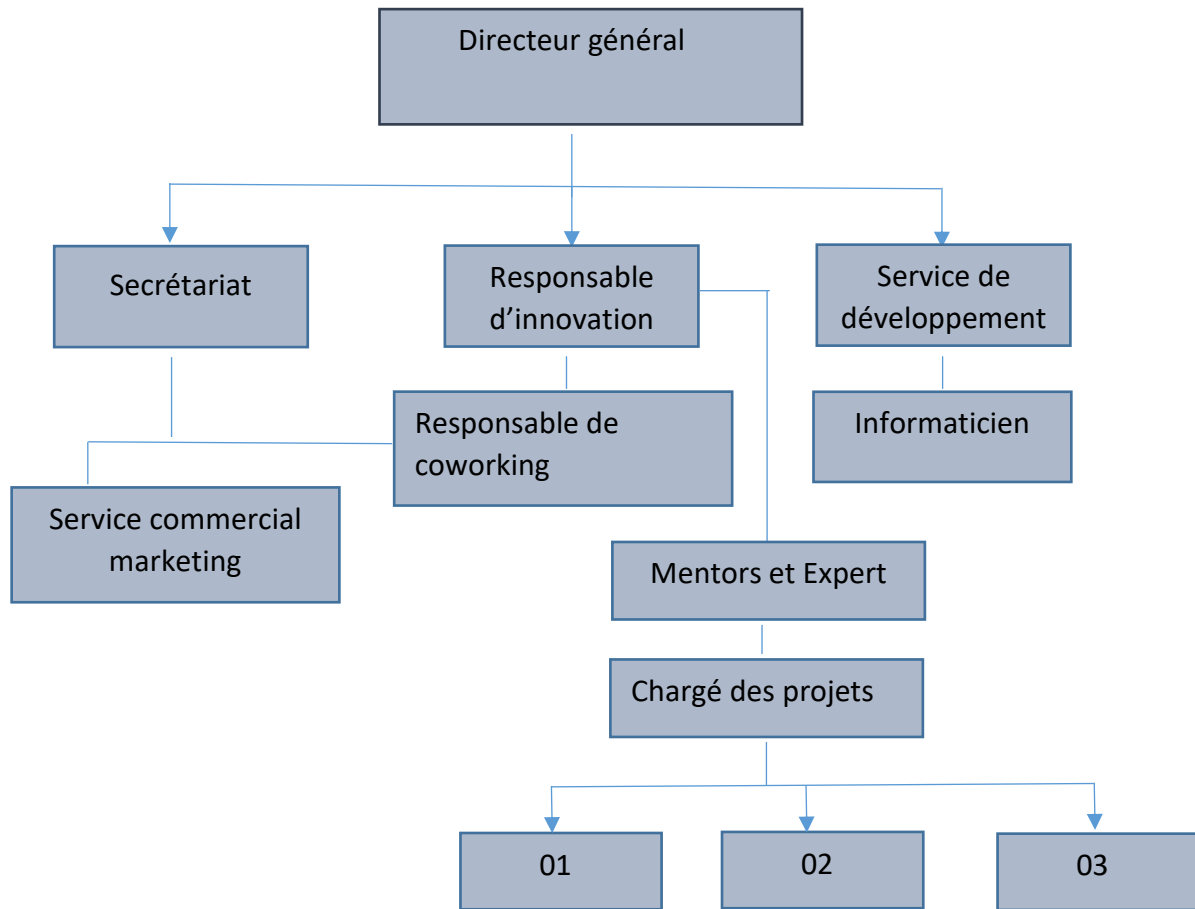 Directeur général
Secrétariat
Responsable
d’innovation
Service de
développement
Responsable de
coworking
Informaticien
Service commercial
marketing
Mentors et Expert
Chargé des projets
01
02
03